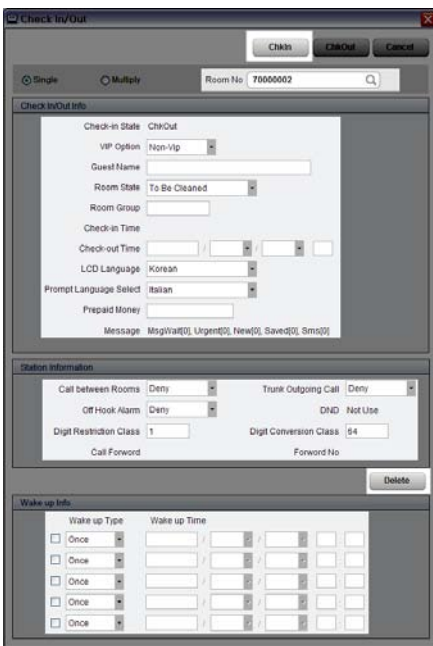 Check In/Out
ChkIn ChkOut Cancel
Single Multiply Room No 70000002
Check In/Out Info
Check-in State ChkOut
VIP Option Non-Vip
Guest Name
Room State To Be Cleaned
Room Group
Check-in Time
Check-out Time / /
LCD Language Korean
Prompt Language Select Italian
Prepaid Money
Message MsgWait[0], Urgent[0], New[0], Saved[0], Sms[0]
Station Information
Call between Rooms Deny Trunk Outgoing Call Deny
Off Hook Alarm Deny DND Not Use
Digit Restriction Class 1 Digit Conversion Class 64
Call Forword Forword No
Delete
Wake up Info
Wake up Type Wake up Time
Once / / :
Once / / :
Once / / :
Once / / :
Once / / :